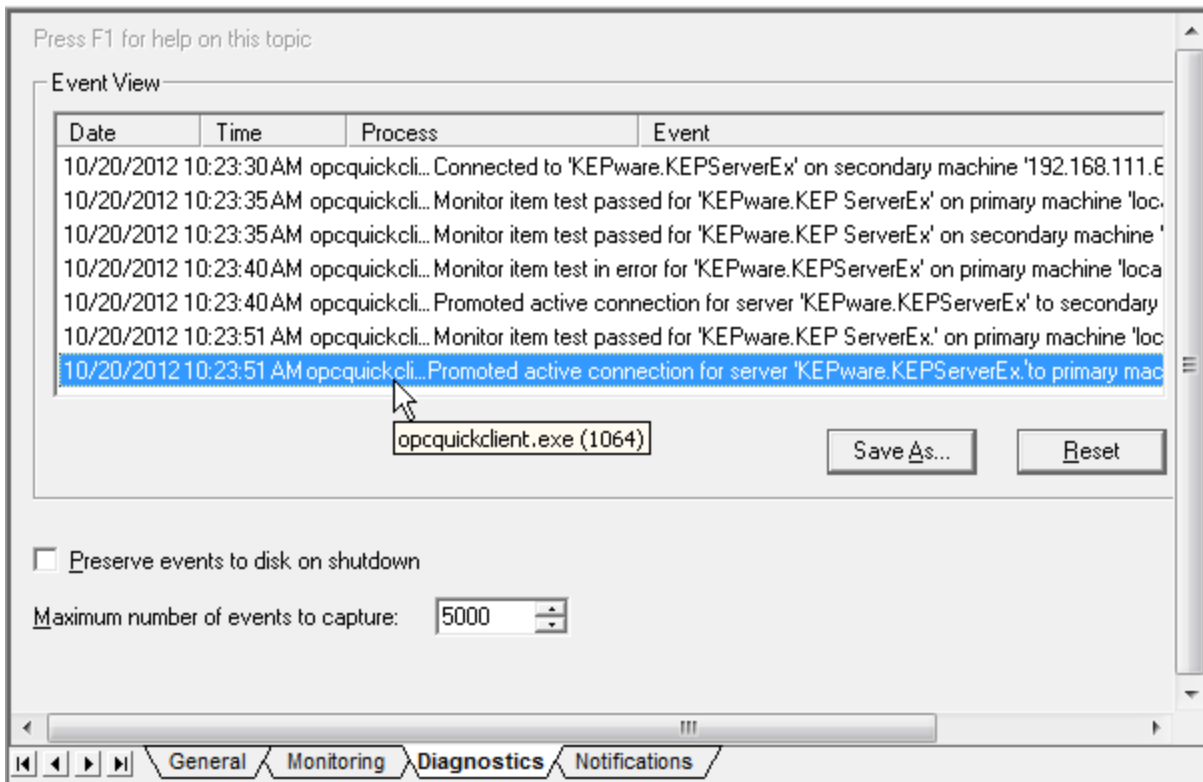 Press F1 for help on this topic
Event View
Date Time Process Event
10/20/2012 10:23:30 AM opcquickcli... Connected to 'KEPware.KEPServerEx' on secondary machine '192.168.111.6
10/20/2012 10:23:35 AM opcquickcli... Monitor item test passed for 'KEPware.KEP ServerEx' on primary machine 'loc
10/20/2012 10:23:35 AM opcquickcli... Monitor item test passed for 'KEPware.KEP ServerEx' on secondary machine '
10/20/2012 10:23:40 AM opcquickcli... Monitor item test in error for 'KEPware.KEPServerEx' on primary machine 'loca
10/20/2012 10:23:40 AM opcquickcli... Promoted active connection for server 'KEPware.KEPServerEx' to secondary
10/20/2012 10:23:51 AM opcquickcli... Monitor item test passed for 'KEPware.KEP ServerEx.' on primary machine 'loc
10/20/2012 10:23:51 AM opcquickcli...Promoted active connection for server 'KEPware.KEPServerEx.'to primary mac
opcquickclient.exe (1064)
Save As... Reset
Preserve events to disk on shutdown
Maximum number of events to capture: 5000
General Monitoring Diagnostics Notifications